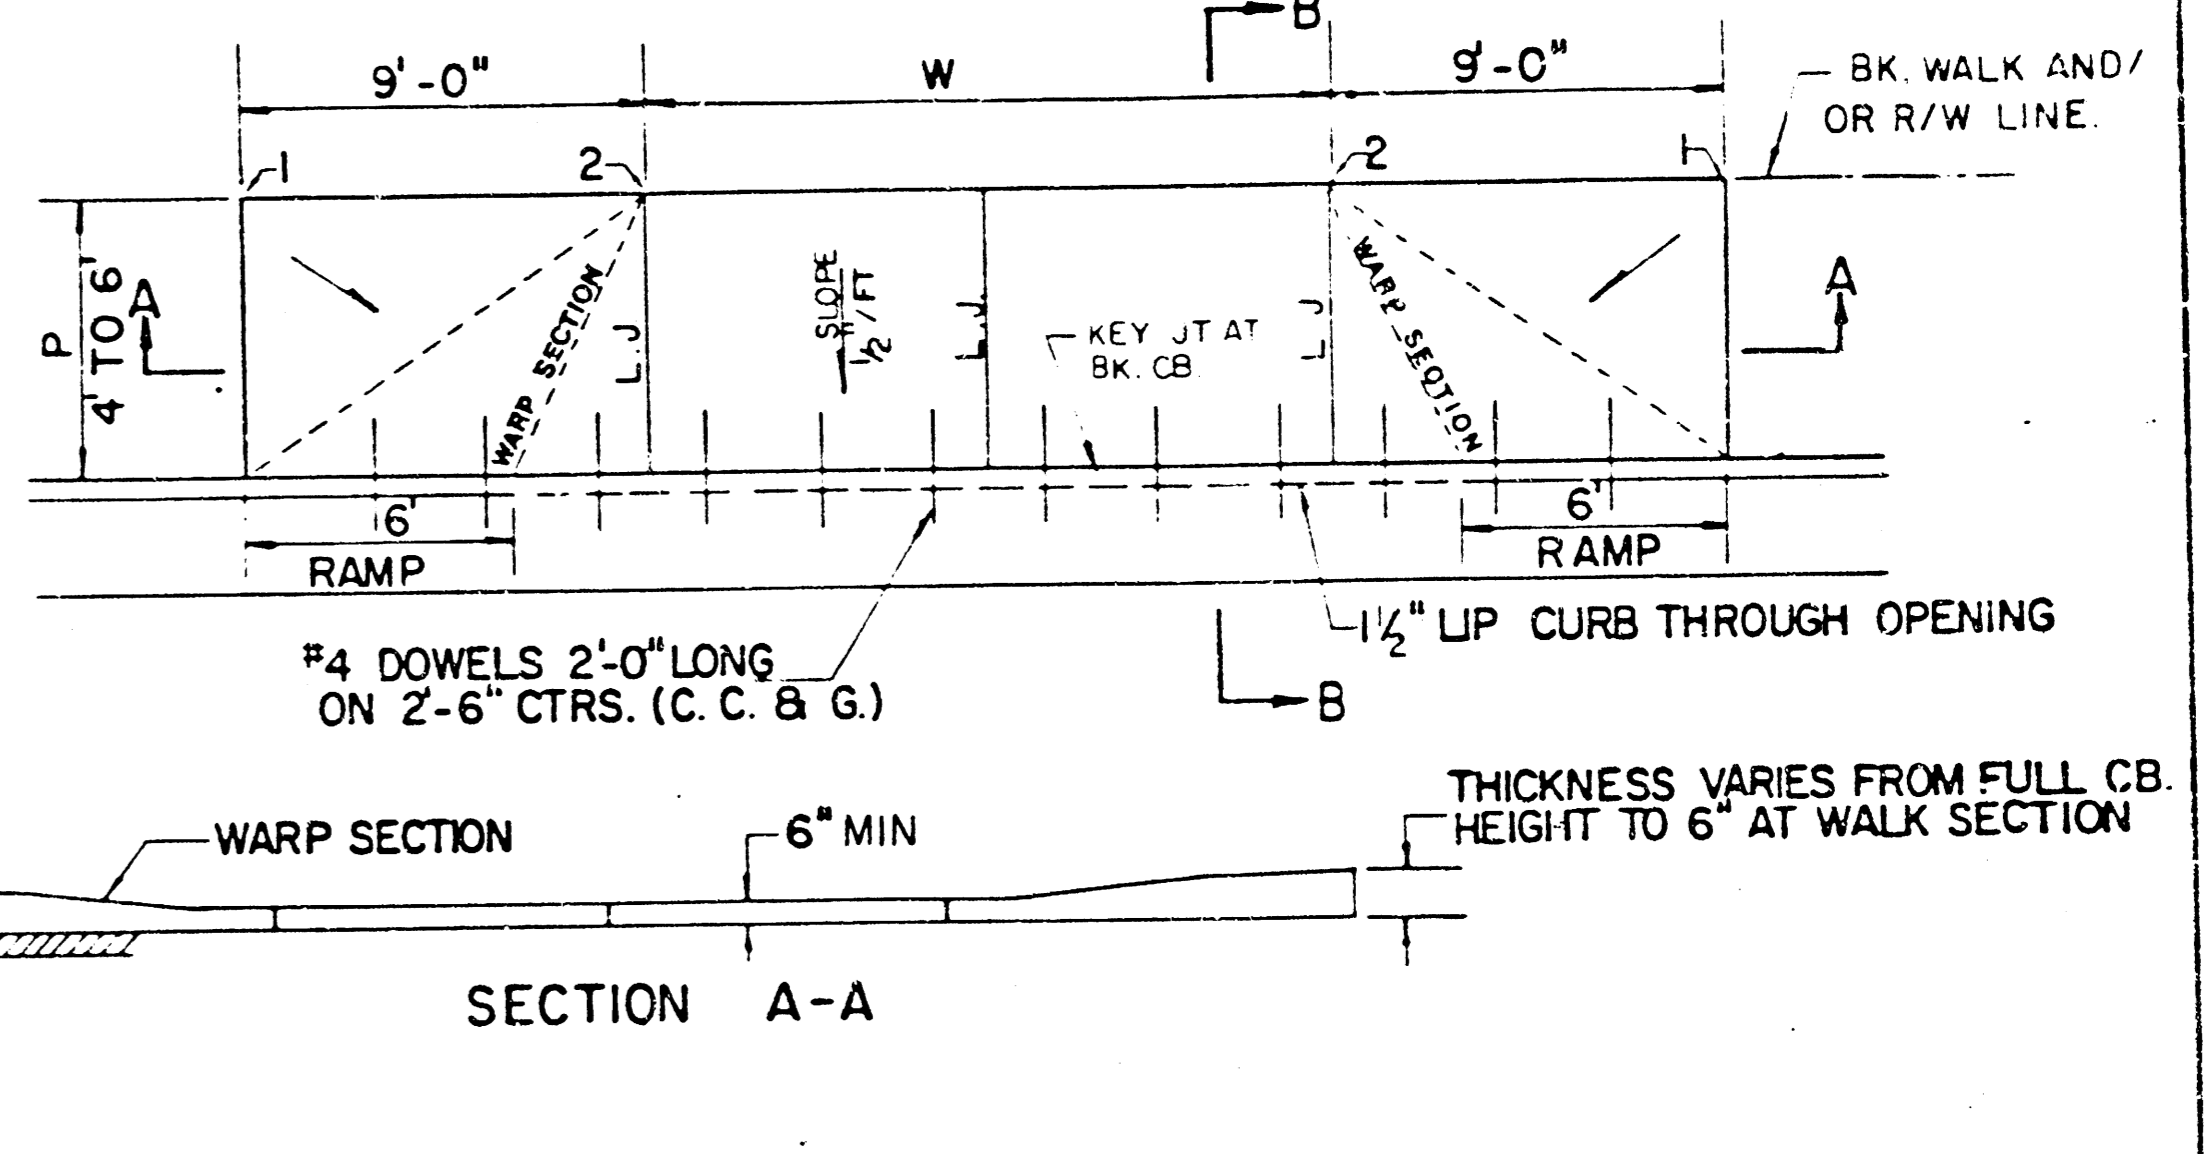 B
9'-0"
W
9'-0"
BK. WALK AND/
OR R/W LINE.
1
2
2
1
P
4' TO 6'
A
WARP SECTION
L.J
SLOPE
1/2"/FT
L.J.
KEY JT AT
BK. CB.
L J
WARP SECTION
A
6'
RAMP
6'
RAMP
#4 DOWELS 2'-0" LONG
ON 2'-6" CTRS. (C. C. & G.)
1 1/2" LIP CURB THROUGH OPENING
B
WARP SECTION
6" MIN
THICKNESS VARIES FROM FULL CB.
HEIGHT TO 6" AT WALK SECTION
SECTION A-A